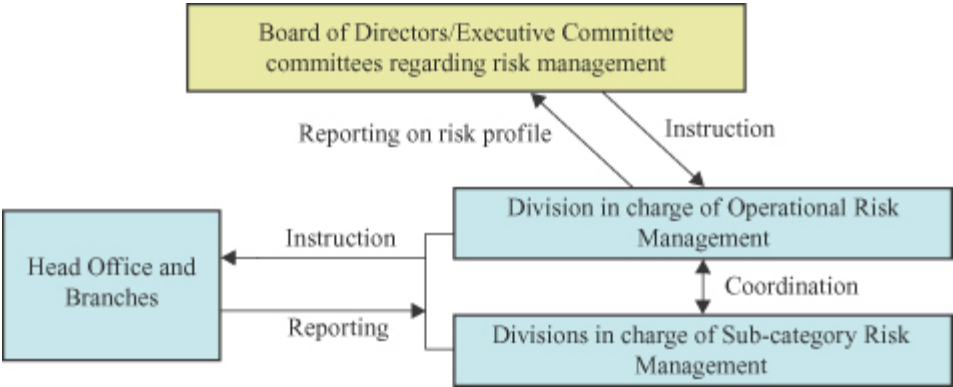 Board of Directors/Executive Committee
committees regarding risk management
Reporting on risk profile
Instruction
Division in charge of Operational Risk
Management
Instruction
Head Office and
Branches
Reporting
Coordination
Divisions in charge of Sub-category Risk
Management